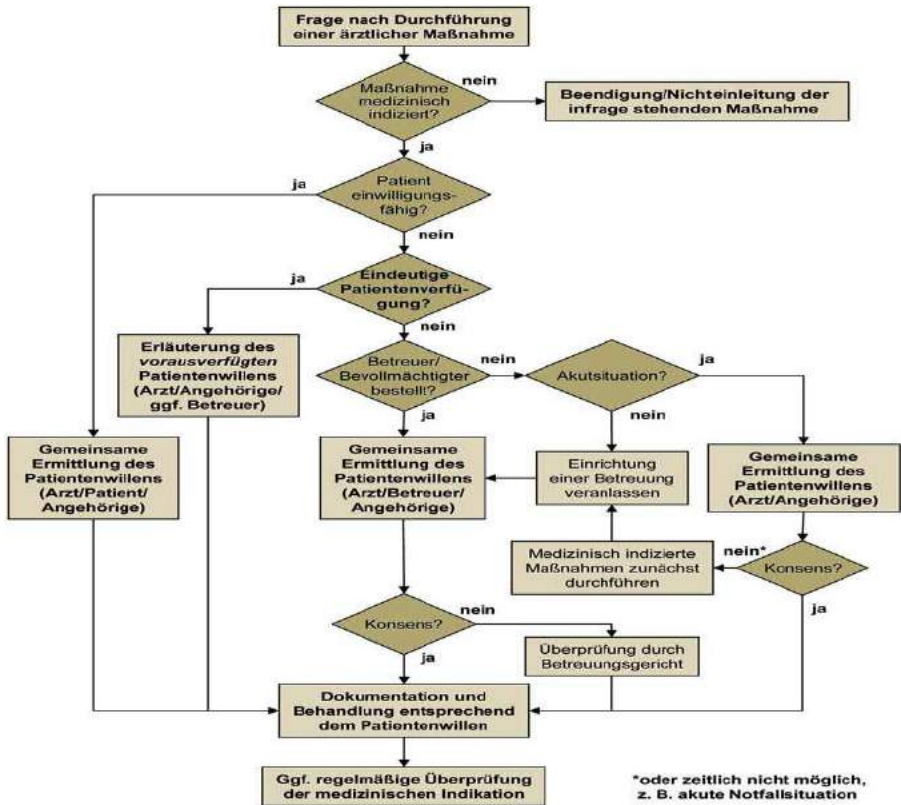 Frage nach Durchführung
einer ärztlicher Maßnahme
nein
Maßnahme
medizinisch
indiziert?
Beendigung/Nichteinleitung der
infrage stehenden Maßnahme
ja
ja
Patient
einwilligungs-
fähig?
nein
ja
Eindeutige
Patientenverfü-
gung?
nein
Erläuterung des
vorausverfügten
Patientenwillens
(Arzt/Angehörige/
ggf. Betreuer)
Betreuer/
Bevollmächtigter
bestellt?
nein
Akutsituation?
ja
ja
nein
Gemeinsame
Ermittlung des
Patientenwillens
(Arzt/Patient/
Angehörige)
Gemeinsame
Ermittlung des
Patientenwillens
(Arzt/Betreuer/
Angehörige)
Einrichtung
einer Betreuung
veranlassen
Gemeinsame
Ermittlung des
Patientenwillens
(Arzt/Angehörige)
Medizinisch indizierte
Maßnahmen zunächst
durchführen
nein*
Konsens?
ja
Konsens?
nein
ja
Überprüfung durch
Betreuungsgericht
Dokumentation und
Behandlung entsprechend
dem Patientenwillen
Ggf. regelmäßige Überprüfung
der medizinischen Indikation
*oder zeitlich nicht möglich,
z. B. akute Notfallsituation